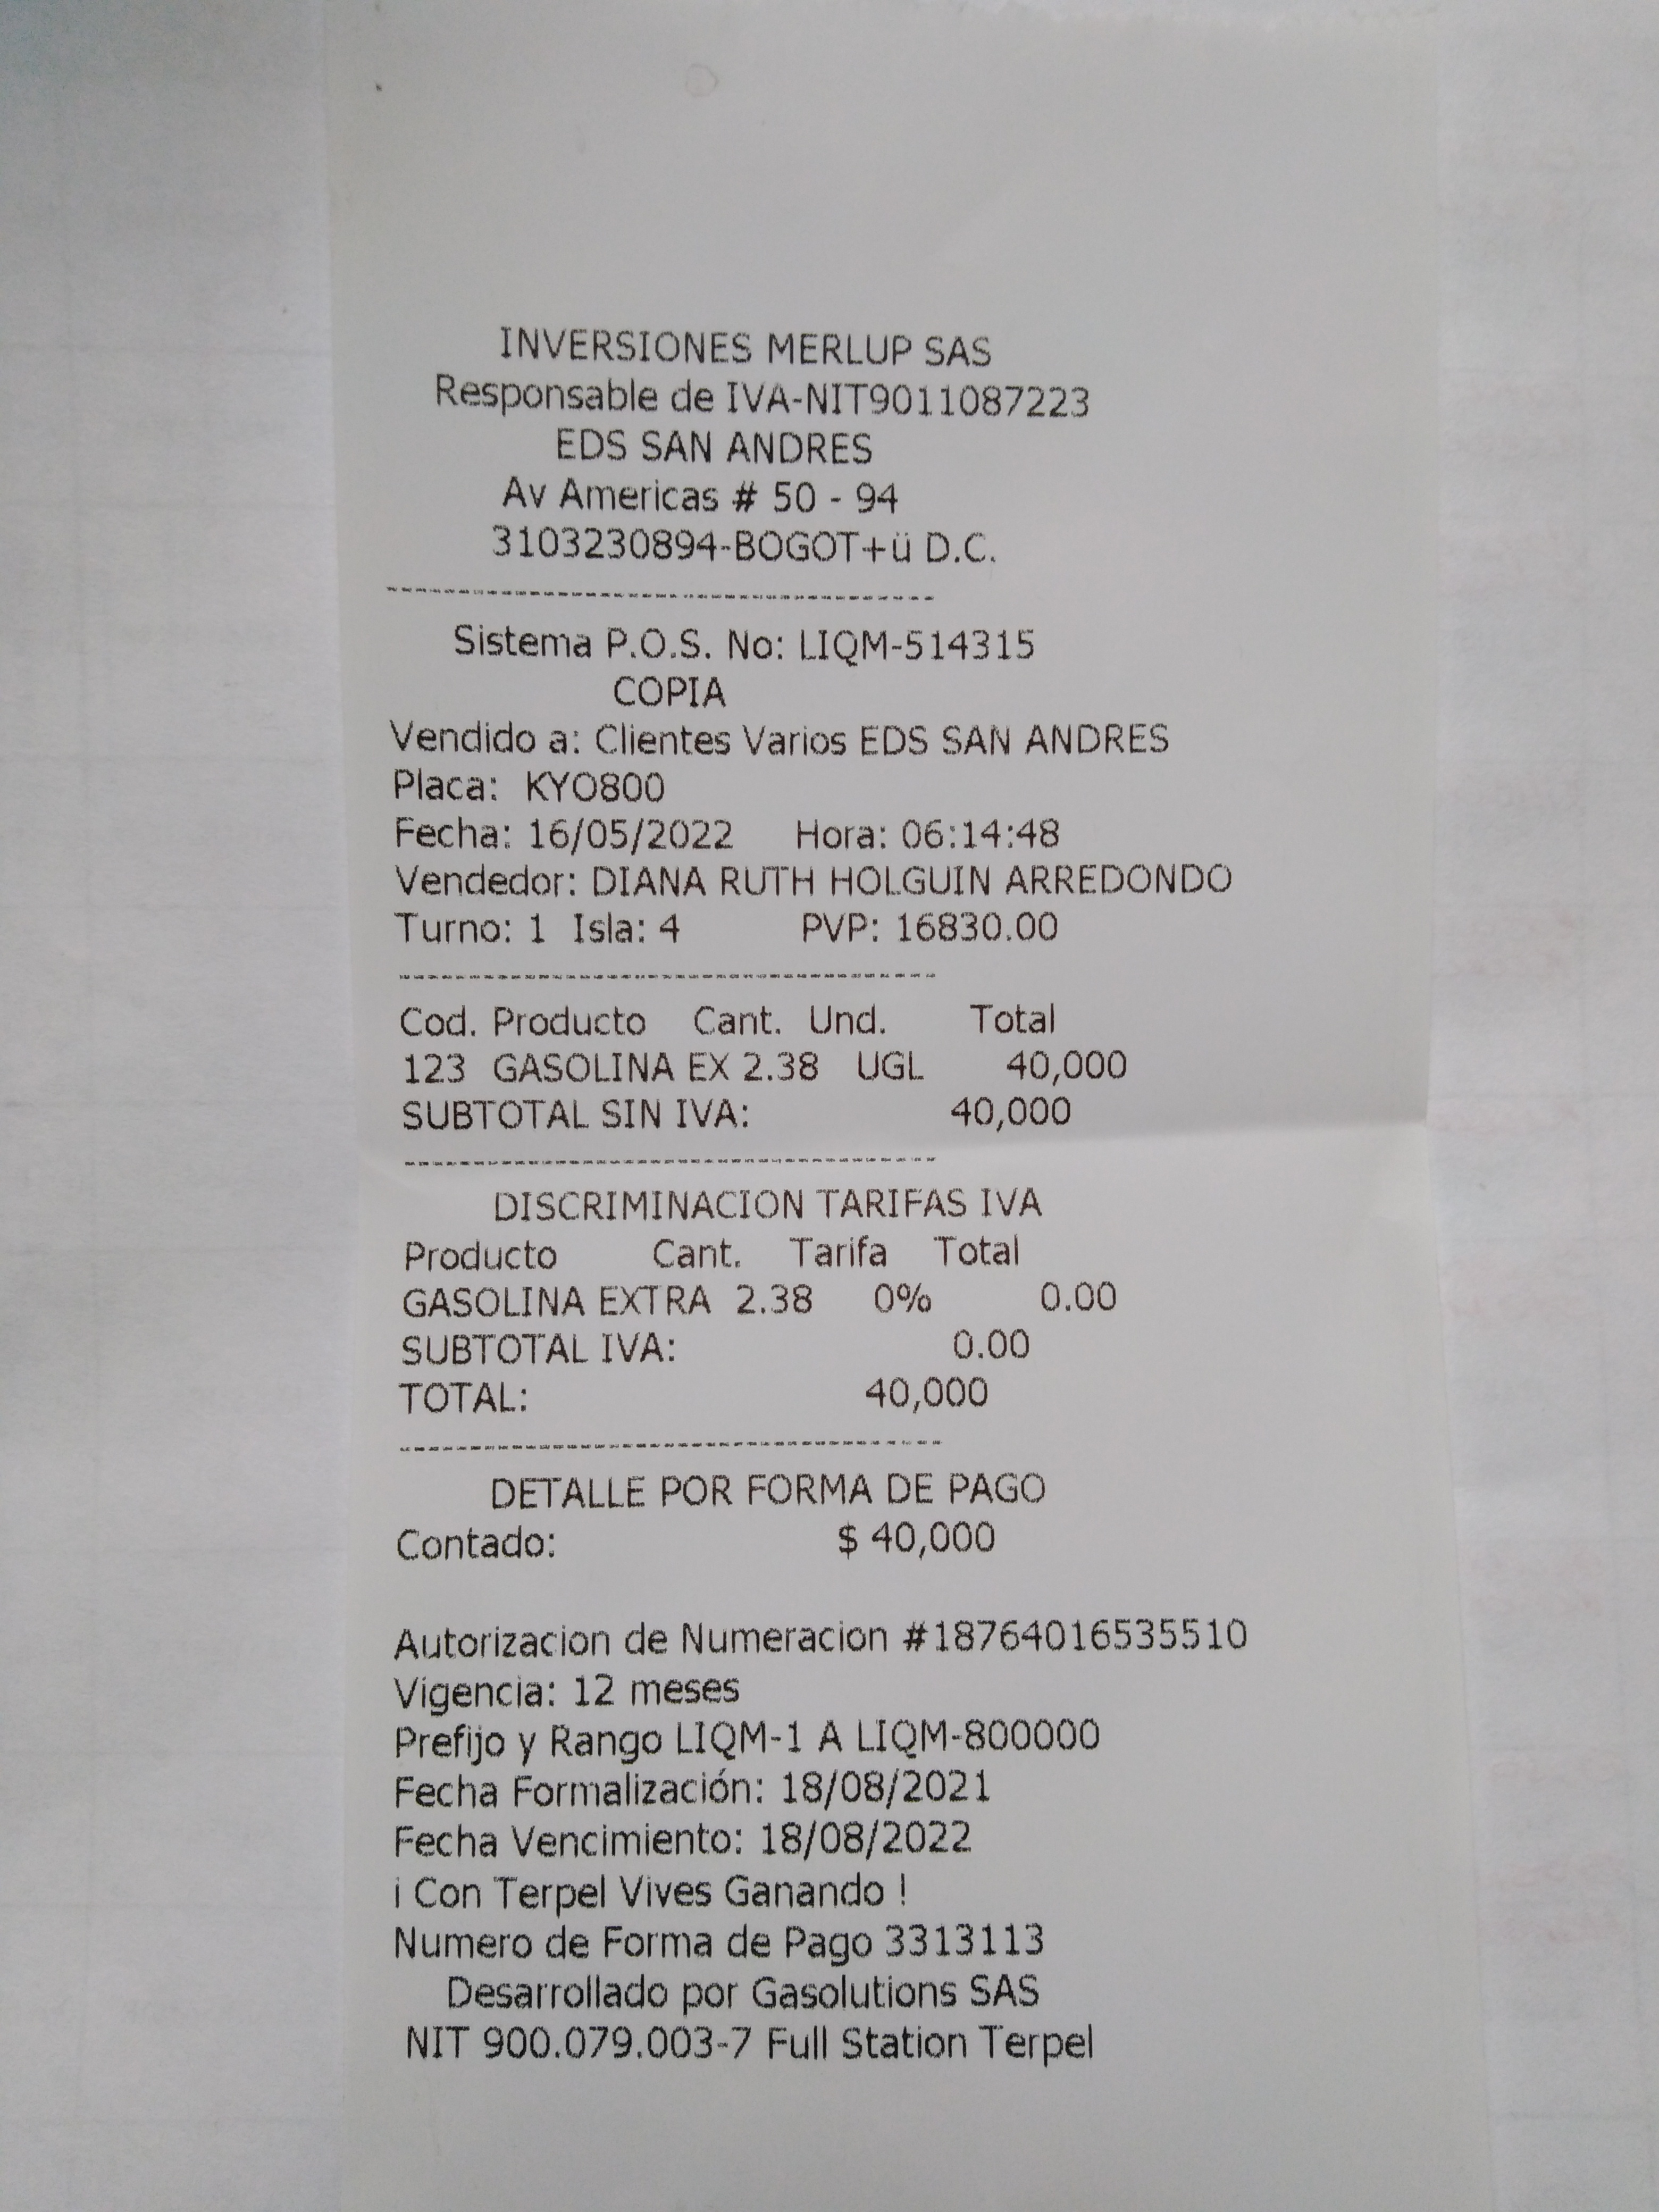 INVERSIONES MERLUP SAS
Responsable de IVA-NIT9011087223
EDS SAN ANDRES
Av Americas # 50 - 94
3103230894-BOGOT+ü D.C.
------------------------------------------
Sistema P.O.S. No: LIQM-514315
COPIA
Vendido a: Clientes Varios EDS SAN ANDRES
Placa: KYO800
Fecha: 16/05/2022 Hora: 06:14:48
Vendedor: DIANA RUTH HOLGUIN ARREDONDO
Turno: 1 Isla: 4 PVP: 16830.00
------------------------------------------
Cod. Producto Cant. Und. Total
123 GASOLINA EX 2.38 UGL 40,000
SUBTOTAL SIN IVA: 40,000
------------------------------------------
DISCRIMINACION TARIFAS IVA
Producto Cant. Tarifa Total
GASOLINA EXTRA 2.38 0% 0.00
SUBTOTAL IVA: 0.00
TOTAL: 40,000
------------------------------------------
DETALLE POR FORMA DE PAGO
Contado: $ 40,000
Autorizacion de Numeracion #18764016535510
Vigencia: 12 meses
Prefijo y Rango LIQM-1 A LIQM-800000
Fecha Formalización: 18/08/2021
Fecha Vencimiento: 18/08/2022
¡ Con Terpel Vives Ganando !
Numero de Forma de Pago 3313113
Desarrollado por Gasolutions SAS
NIT 900.079.003-7 Full Station Terpel